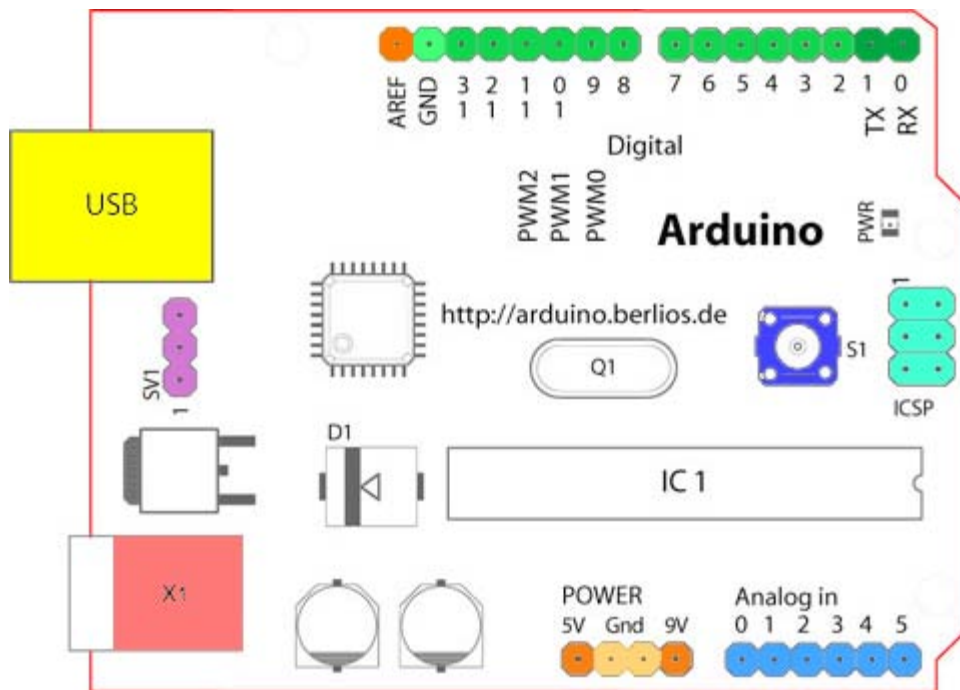 AREF
GND
3 2 1 0 9 8 7 6 5 4 3 2 1 0
1 1 1 1
TX
RX
Digital
USB
PWM2
PWM1
PWM0
Arduino
PWR
1
http://arduino.berlios.de
SV1
1
Q1
S1
ICSP
D1
IC 1
X1
POWER
5V Gnd 9V
Analog in
0 1 2 3 4 5